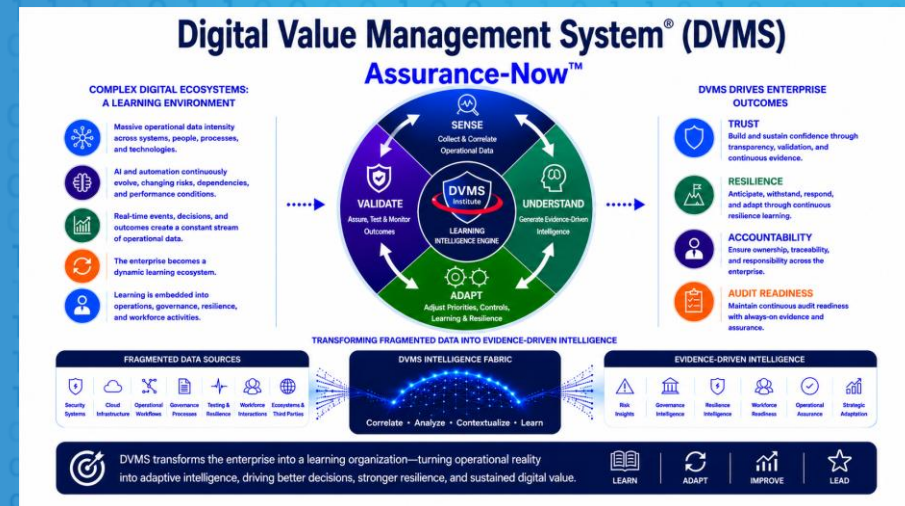 Digital Value Management System® (DVMS)
Assurance-Now™
COMPLEX DIGITAL ECOSYSTEMS:
A LEARNING ENVIRONMENT
Massive operational data intensity
across systems, people, processes,
and technologies.
AI and automation continuously
evolve, changing risks, dependencies,
and performance conditions.
Real-time events, decisions, and
outcomes create a constant stream
of operational data.
The enterprise becomes a
dynamic learning ecosystem.
Learning is embedded into
operations, governance, resilience,
and workforce activities.
SENSE
Collect & Correlate
Operational Data
VALIDATE
Assure, Test & Monitor
Outcomes
DVMS
Institute
LEARNING
INTELLIGENCE ENGINE
UNDERSTAND
Generate Evidence-Driven
Intelligence
ADAPT
Adjust Priorities, Controls,
Learning & Resilience
DVMS DRIVES ENTERPRISE
OUTCOMES
TRUST
Build and sustain confidence through
transparency, validation, and
continuous evidence.
RESILIENCE
Anticipate, withstand, respond,
and adapt through continuous
resilience learning.
ACCOUNTABILITY
Ensure ownership, traceability,
and responsibility across the
enterprise.
AUDIT READINESS
Maintain continuous audit readiness
with always-on evidence and
assurance.
TRANSFORMING FRAGMENTED DATA INTO EVIDENCE-DRIVEN INTELLIGENCE
FRAGMENTED DATA SOURCES
Security
Systems
Cloud
Infrastructure
Operational
Workflows
Governance
Processes
Testing &
Resilience
Workforce
Interactions
Ecosystems &
Third Parties
DVMS INTELLIGENCE FABRIC
Correlate • Analyze • Contextualize • Learn
EVIDENCE-DRIVEN INTELLIGENCE
Risk
Insights
Governance
Intelligence
Resilience
Intelligence
Workforce
Readiness
Operational
Assurance
Strategic
Adaptation
DVMS transforms the enterprise into a learning organization—turning operational reality
into adaptive intelligence, driving better decisions, stronger resilience, and sustained digital value.
LEARN
ADAPT
IMPROVE
LEAD